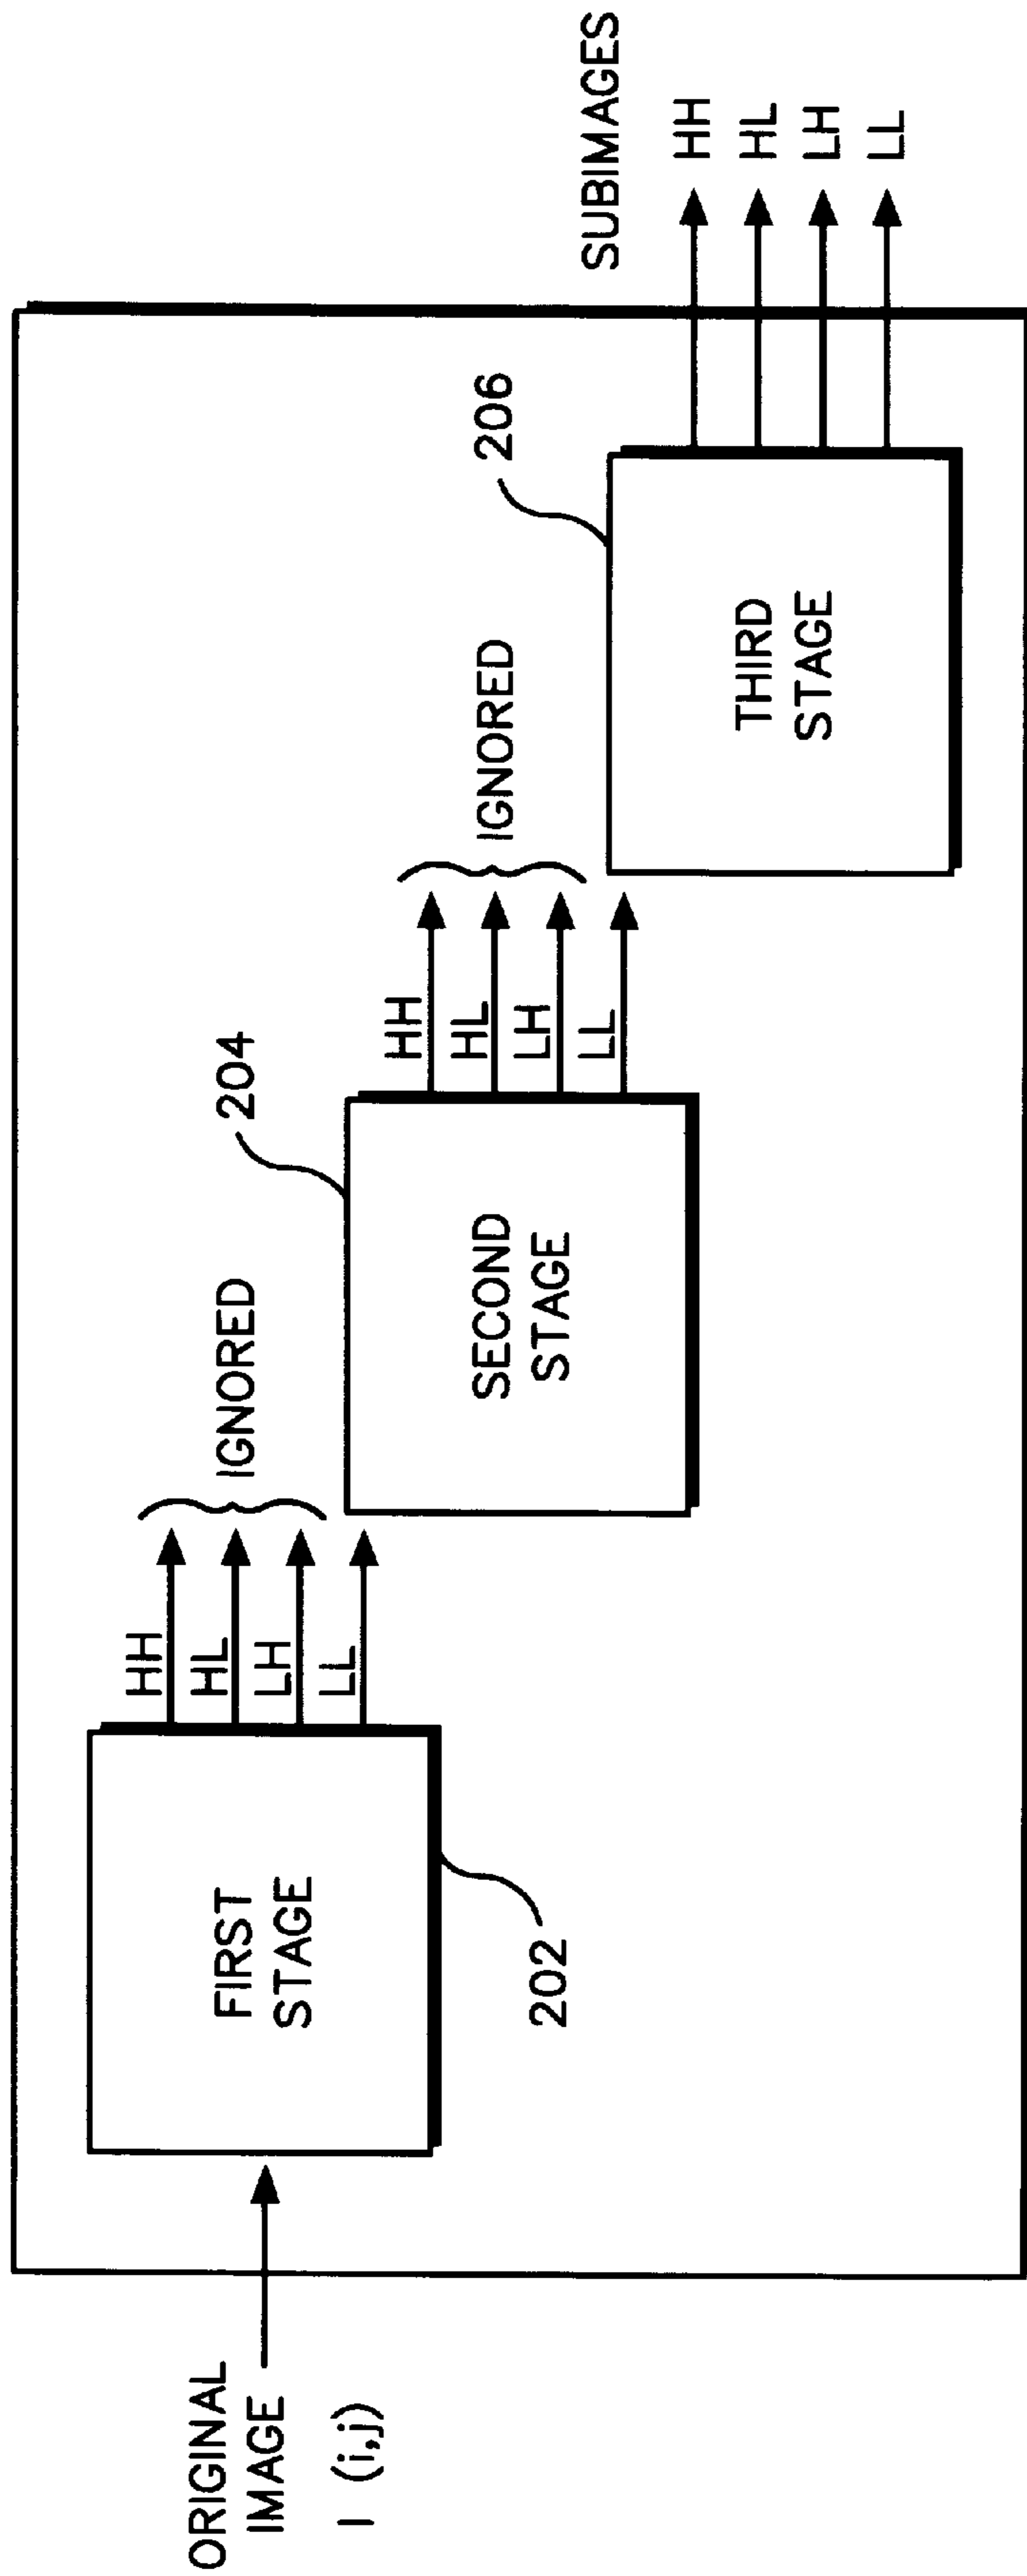 ORIGINAL
IMAGE
I (i,j)
FIRST
STAGE
202
HH
HL
LH
LL
IGNORED
SECOND
STAGE
204
HH
HL
LH
LL
IGNORED
THIRD
STAGE
206
SUBIMAGES
HH
HL
LH
LL